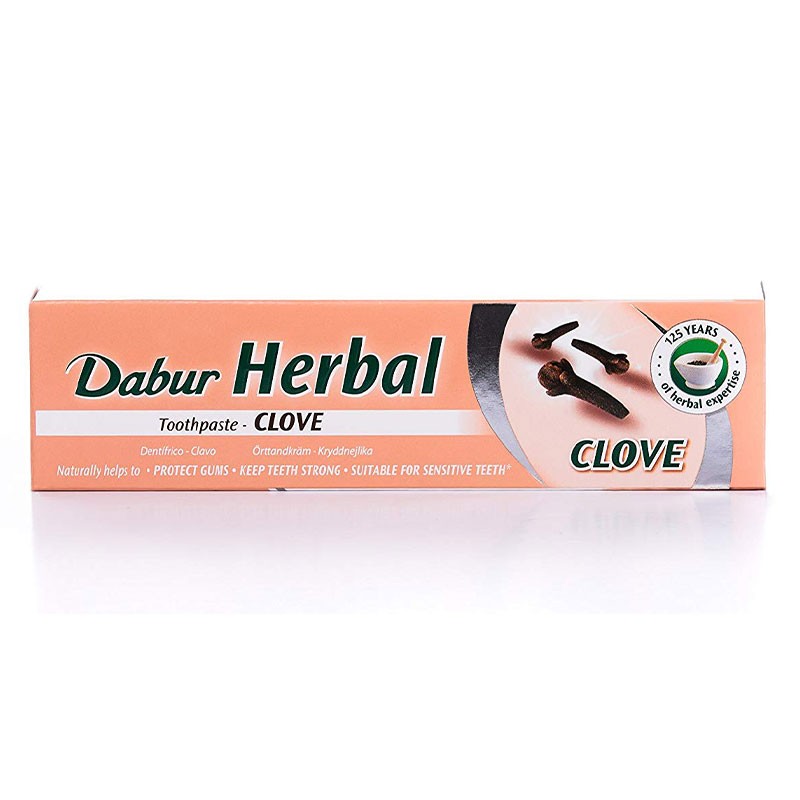 Dabur Herbal
Toothpaste - CLOVE
Dentífrico - Clavo Örttandkräm - Kryddnejlika
Naturally helps to • PROTECT GUMS • KEEP TEETH STRONG • SUITABLE FOR SENSITIVE TEETH*
125 YEARS
of herbal expertise
CLOVE